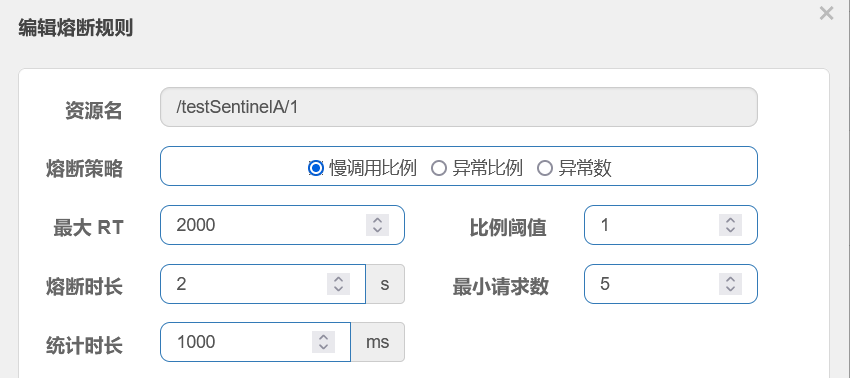 编辑熔断规则 ×
资源名 /testSentinelA/1
熔断策略 慢调用比例 异常比例 异常数
最大 RT 2000 比例阈值 1
熔断时长 2 s 最小请求数 5
统计时长 1000 ms